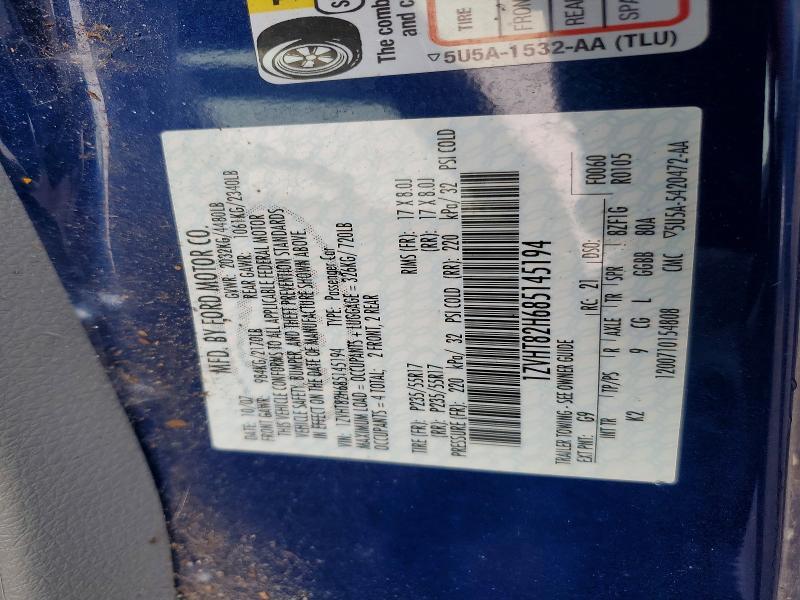 The comb
and c
TIRE
FRON
REA
SPA
5U5A-1532-AA (TLU)
MFD. BY FORD MOTOR CO.
DATE: 10/07 GVWR: 2032KG/4480LB
FRONT GAWR: 994KG/2170LB REAR GAWR: 1061KG/2340LB
THIS VEHICLE CONFORMS TO ALL APPLICABLE FEDERAL MOTOR
VEHICLE SAFETY, BUMPER, AND THEFT PREVENTION STANDARDS
IN EFFECT ON THE DATE OF MANUFACTURE SHOWN ABOVE.
VIN: 1ZVHT82H685145194 TYPE: Passenger Car
MAXIMUM LOAD = OCCUPANTS + LUGGAGE = 326KG/720LB
OCCUPANTS = 4 TOTAL: 2 FRONT, 2 REAR
TIRE (FR): P235/55R17 RIMS (FR): 17 X 8.0J
(RR): P235/55R17 (RR): 17 X 8.0J
PRESSURE (FR): 220 kPa/ 32 PSI COLD (RR): 220 kPa/ 32 PSI COLD
1ZVHT82H685145194
TRAILER TOWING - SEE OWNER GUIDE
EXT PNT: G9 RC: 21 DSO: F0060
INT TR TP/PS R AXLE TR SPR BZF1G R0105
K2 9 CG L GGBB 80A
1200710154808 CMC 5U5A-5420472-AA